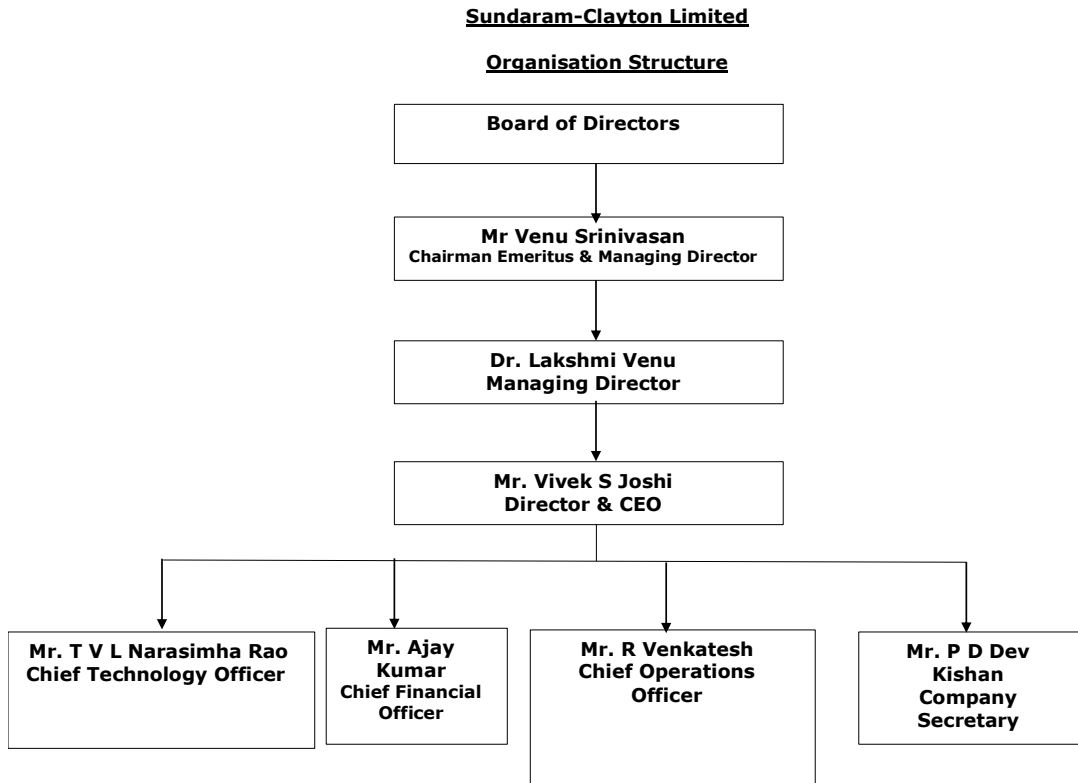 Sundaram-Clayton Limited
Organisation Structure
Board of Directors
Mr Venu Srinivasan
Chairman Emeritus & Managing Director
Dr. Lakshmi Venu
Managing Director
Mr. Vivek S Joshi
Director & CEO
Mr. T V L Narasimha Rao
Chief Technology Officer
Mr. Ajay
Kumar
Chief Financial
Officer
Mr. R Venkatesh
Chief Operations
Officer
Mr. P D Dev
Kishan
Company
Secretary